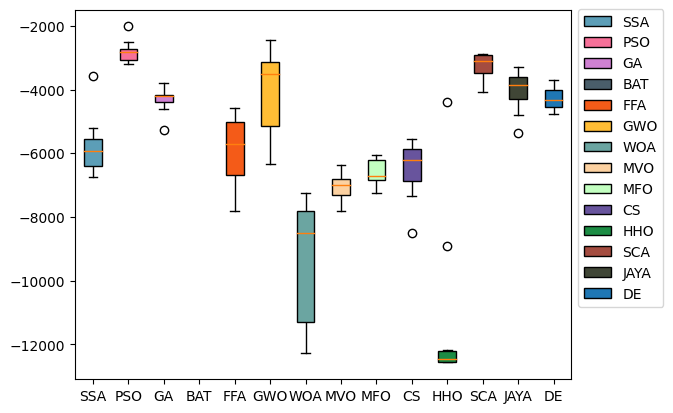 −2000
−4000
−6000
−8000
−10000
−12000
SSA PSO GA BAT FFA GWO WOA MVO MFO CS HHO SCA JAYA DE
SSA
PSO
GA
BAT
FFA
GWO
WOA
MVO
MFO
CS
HHO
SCA
JAYA
DE